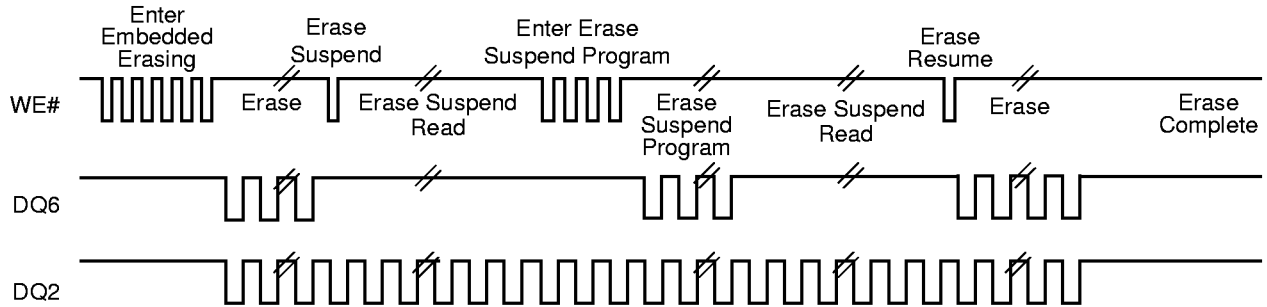 Enter
Embedded
Erasing
Erase
Suspend
Enter Erase
Suspend Program
Erase
Resume
WE#
Erase
Erase Suspend
Read
Erase
Suspend
Program
Erase Suspend
Read
Erase
Erase
Complete
DQ6
DQ2